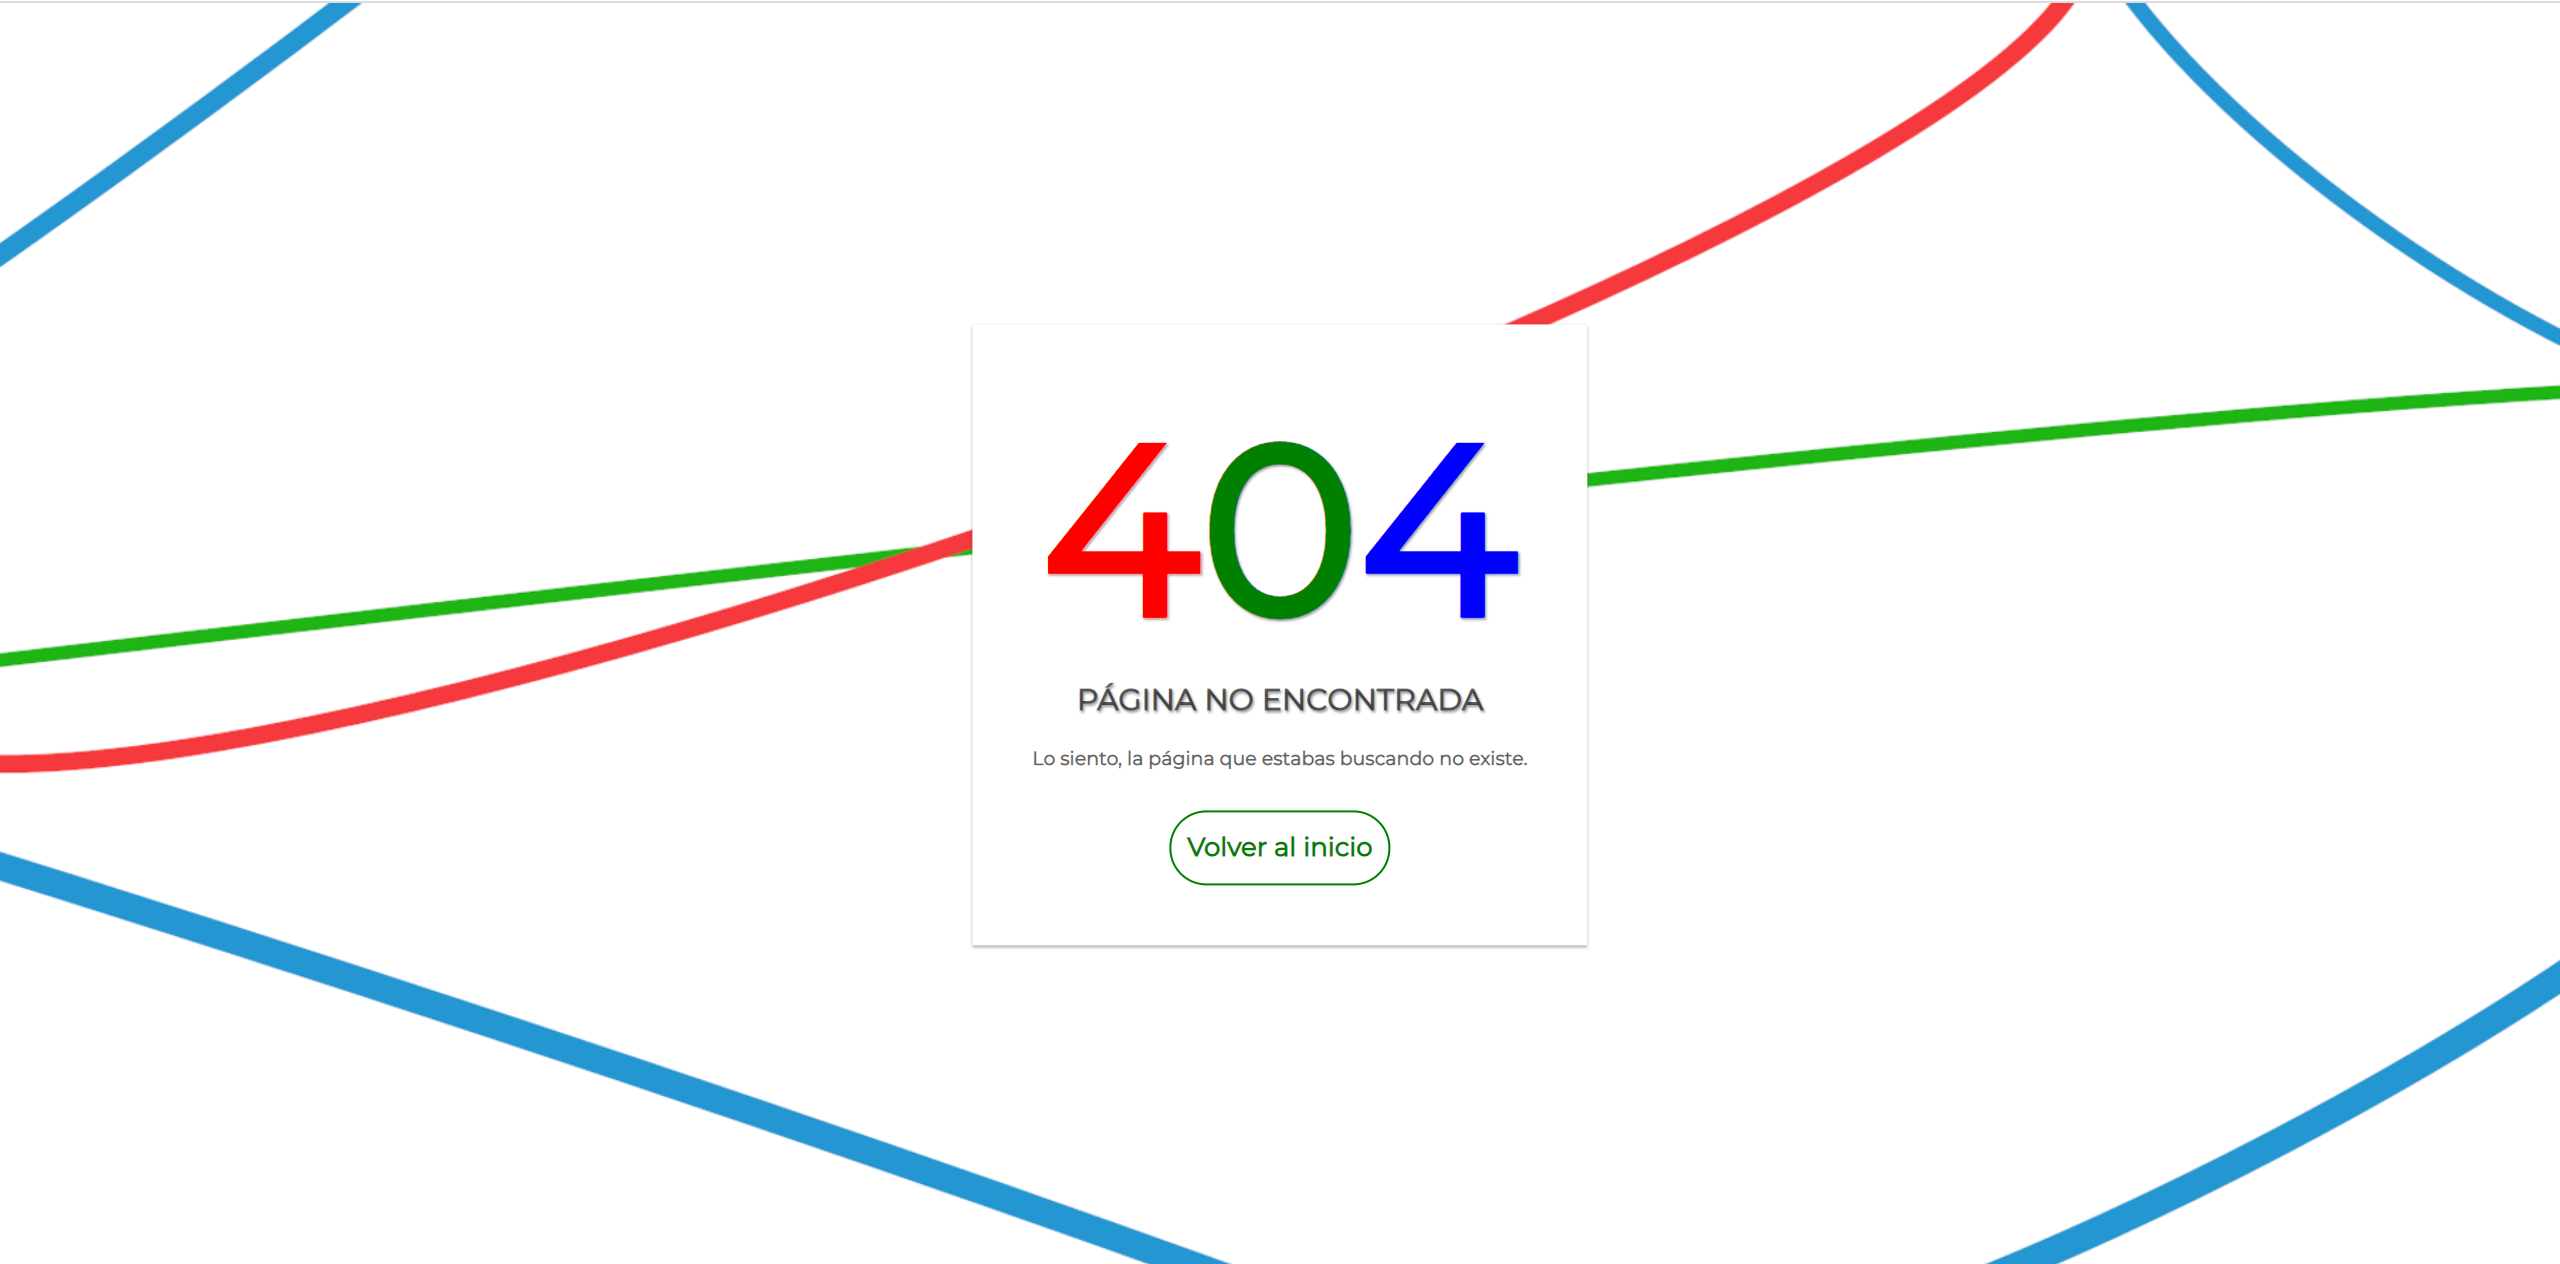 404
PÁGINA NO ENCONTRADA
Lo siento, la página que estabas buscando no existe.
Volver al inicio